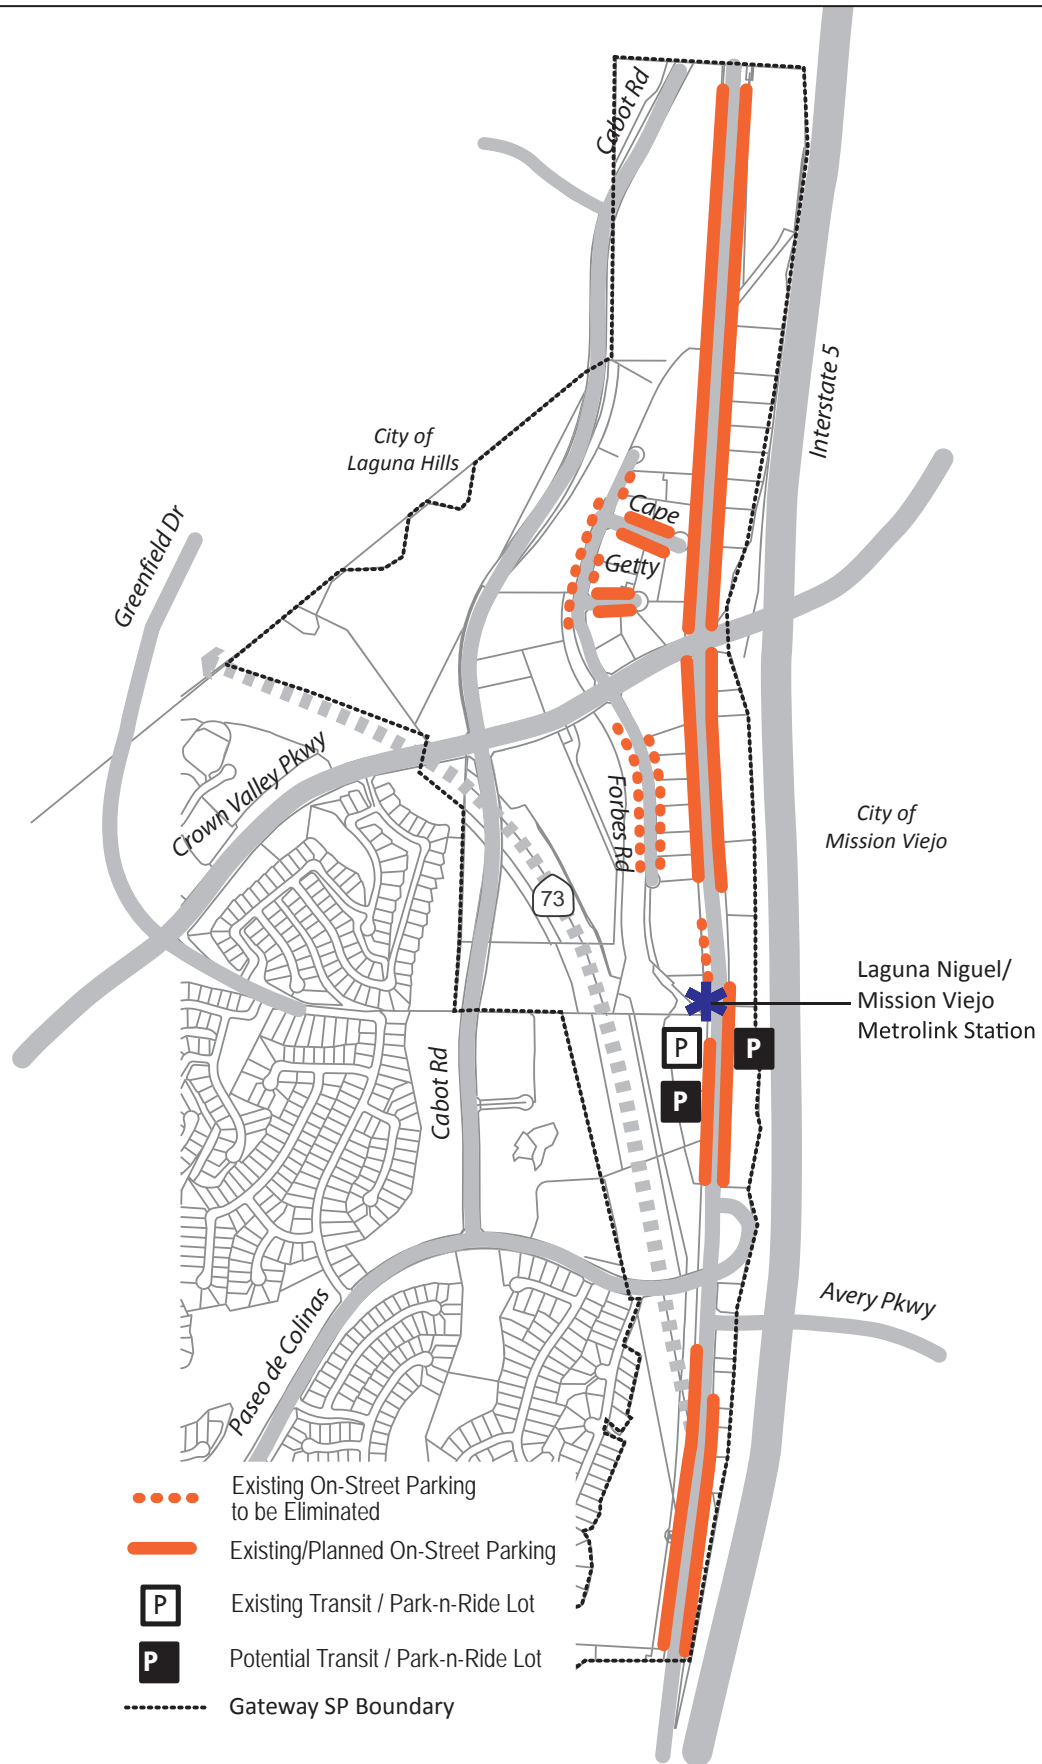 Cabot Rd
Interstate 5
City of
Laguna Hills
Cape
Getty
Greenfield Dr
Crown Valley Pkwy
Forbes Rd
City of
Mission Viejo
73
Laguna Niguel/
Mission Viejo
Metrolink Station
P
P
P
Cabot Rd
Avery Pkwy
Paseo de Colinas
Existing On-Street Parking
to be Eliminated
Existing/Planned On-Street Parking
P
Existing Transit / Park-n-Ride Lot
P
Potential Transit / Park-n-Ride Lot
Gateway SP Boundary